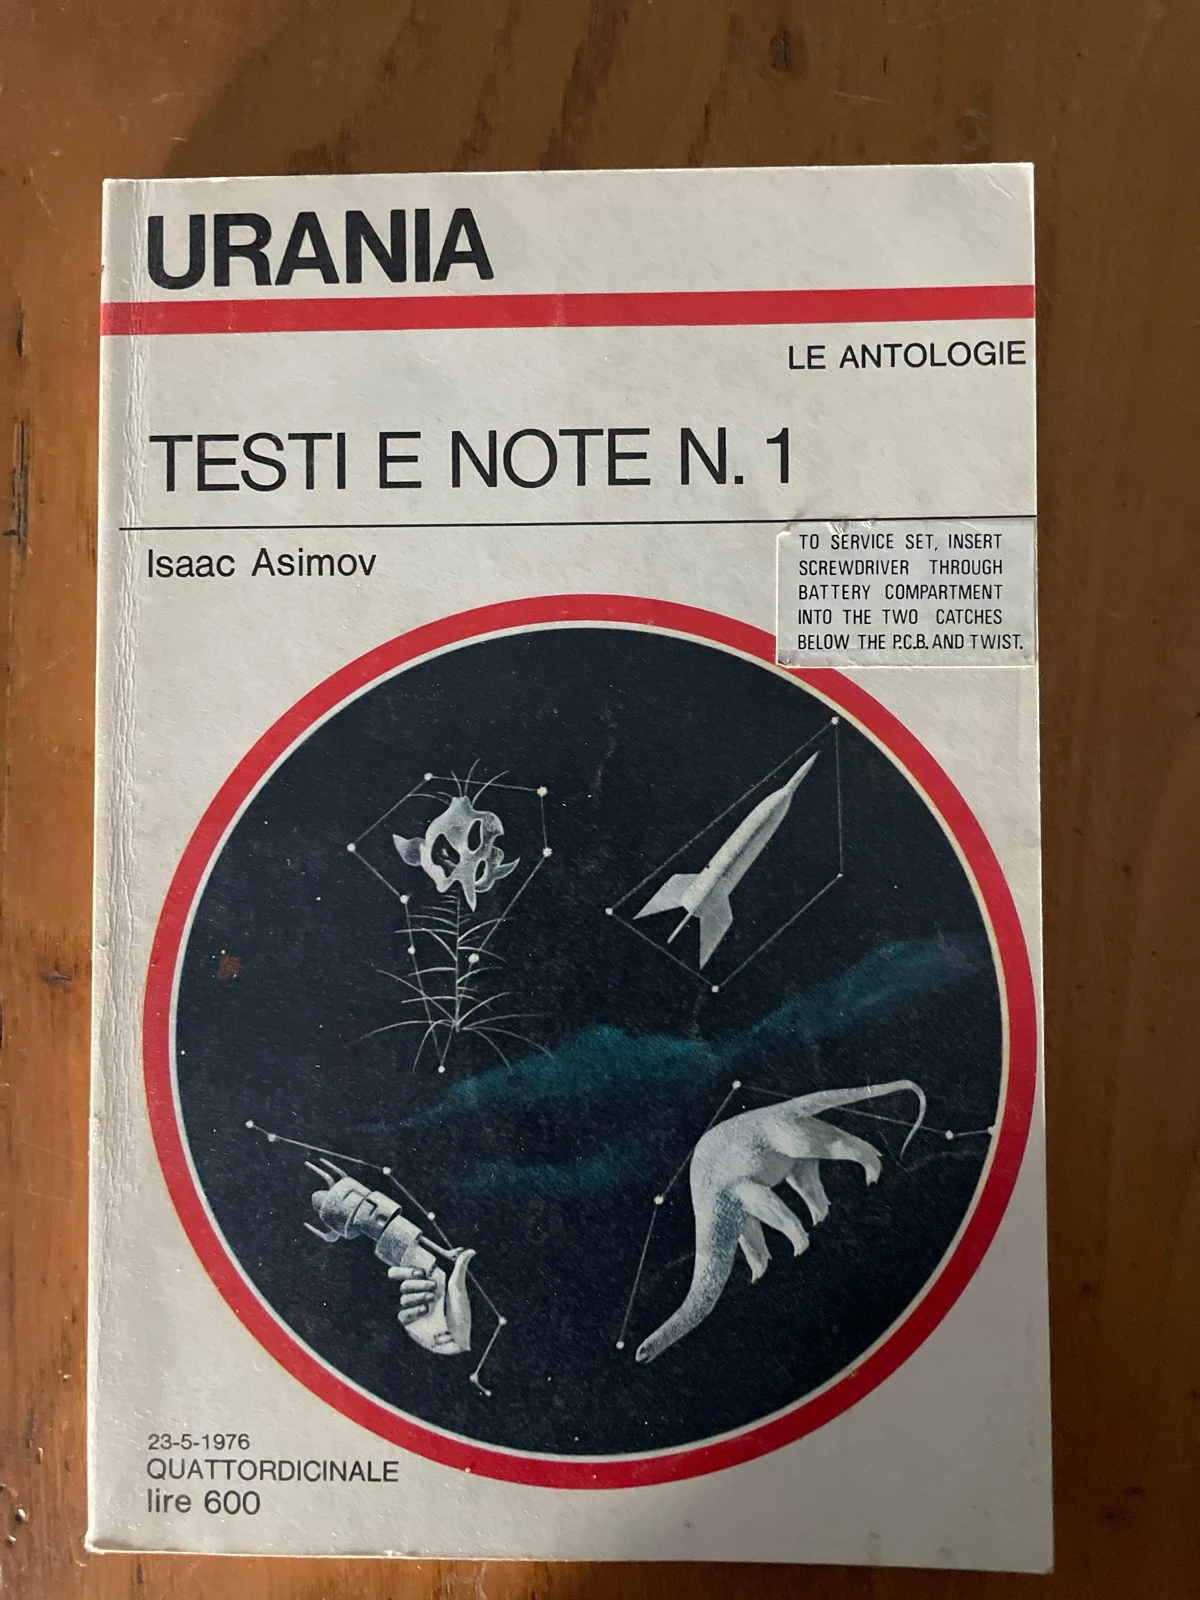 URANIA
LE ANTOLOGIE
TESTI E NOTE N. 1
Isaac Asimov
TO SERVICE SET, INSERT
SCREWDRIVER THROUGH
BATTERY COMPARTMENT
INTO THE TWO CATCHES
BELOW THE P.C.B. AND TWIST.
23-5-1976
QUATTORDICINALE
lire 600